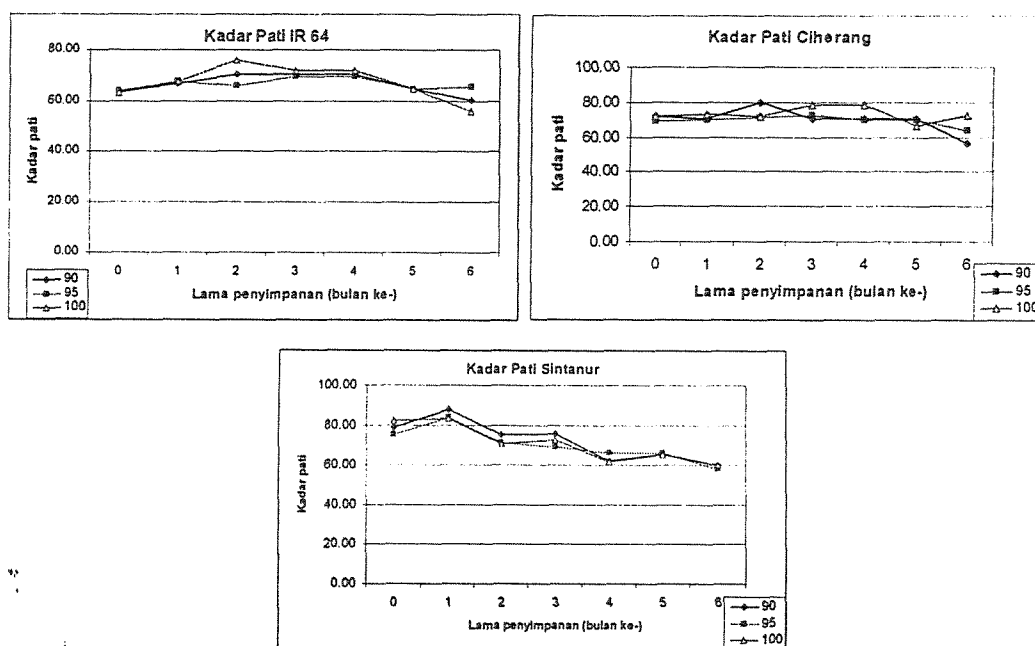 Kadar Pati IR 64
80.00
60.00
40.00
20.00
0.00
Kadar pati
0 1 2 3 4 5 6
Lama penyimpanan (bulan ke-)
90
95
100
Kadar Pati Ciherang
100,00
80.00
60.00
40.00
20.00
0.00
Kadar pati
0 1 2 3 4 5 6
Lama penyimpanan (bulan ke-)
90
95
100
Kadar Pati Sintanur
100.00
80.00
60.00
40.00
20.00
0.00
Kadar pati
0 1 2 3 4 5 6
Lama penyimpanan (bulan ke-)
90
95
100